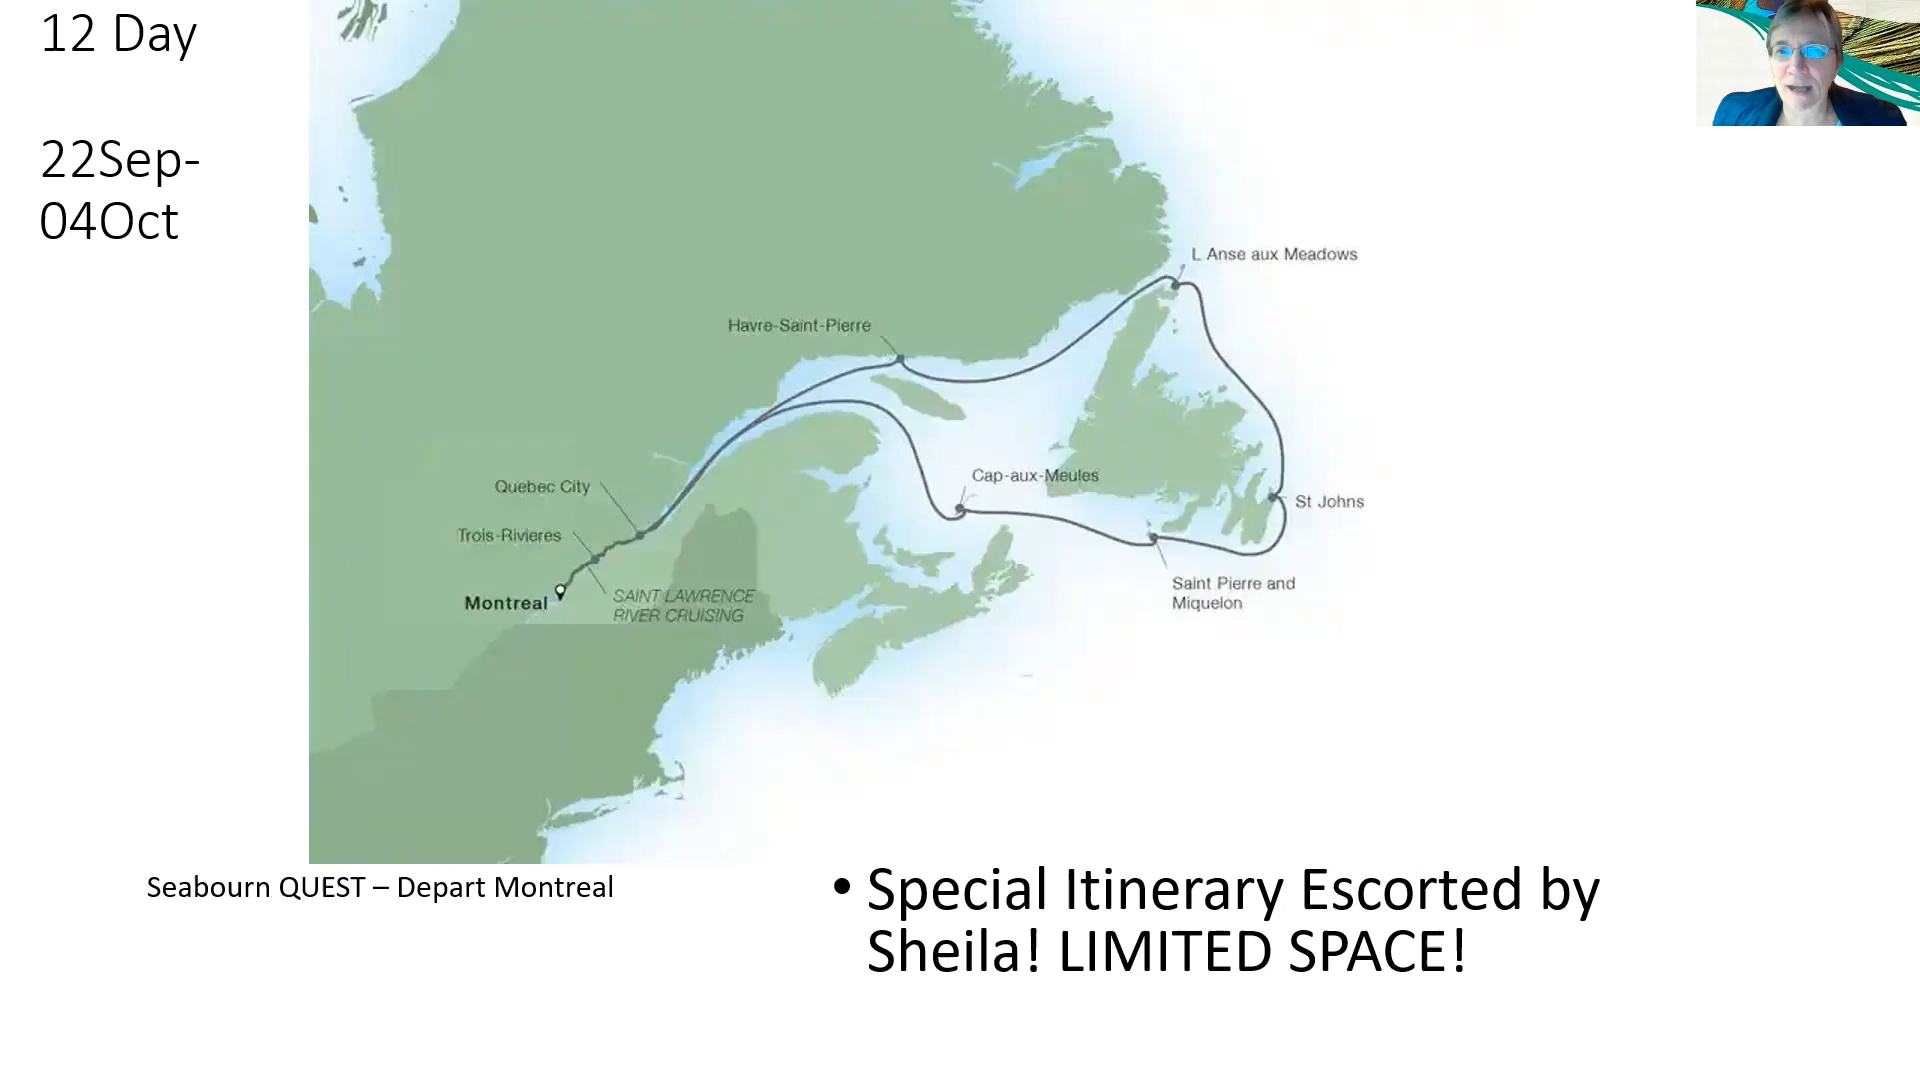 12 Day
22Sep-
04Oct
L Anse aux Meadows
Havre-Saint-Pierre
Cap-aux-Meules
Quebec City
St Johns
Trois-Rivieres
Saint Pierre and
Miquelon
SAINT LAWRENCE
RIVER CRUISING
Montreal
Seabourn QUEST – Depart Montreal
• Special Itinerary Escorted by
Sheila! LIMITED SPACE!